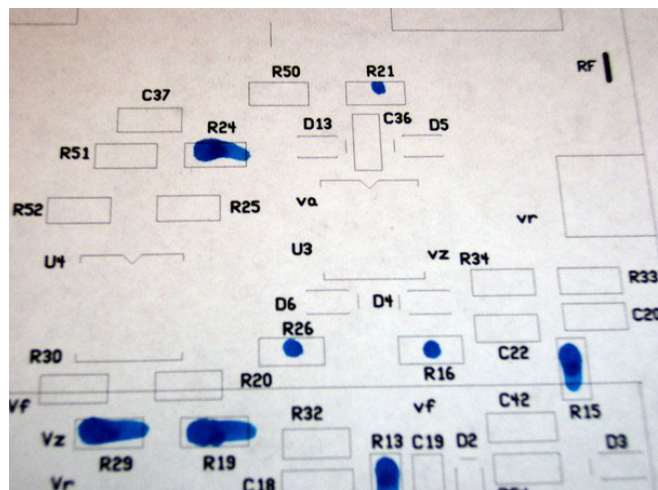 R50
R21
RF
C37
R24
D13
C36
D5
R51
R52
R25
va
vr
U4
U3
vz
R34
R33
D6
D4
C20
R26
R30
C22
R20
R16
Vf
R32
vf
C42
R15
Vz
R29
R19
R13
C19
D2
D3
Vr
C18